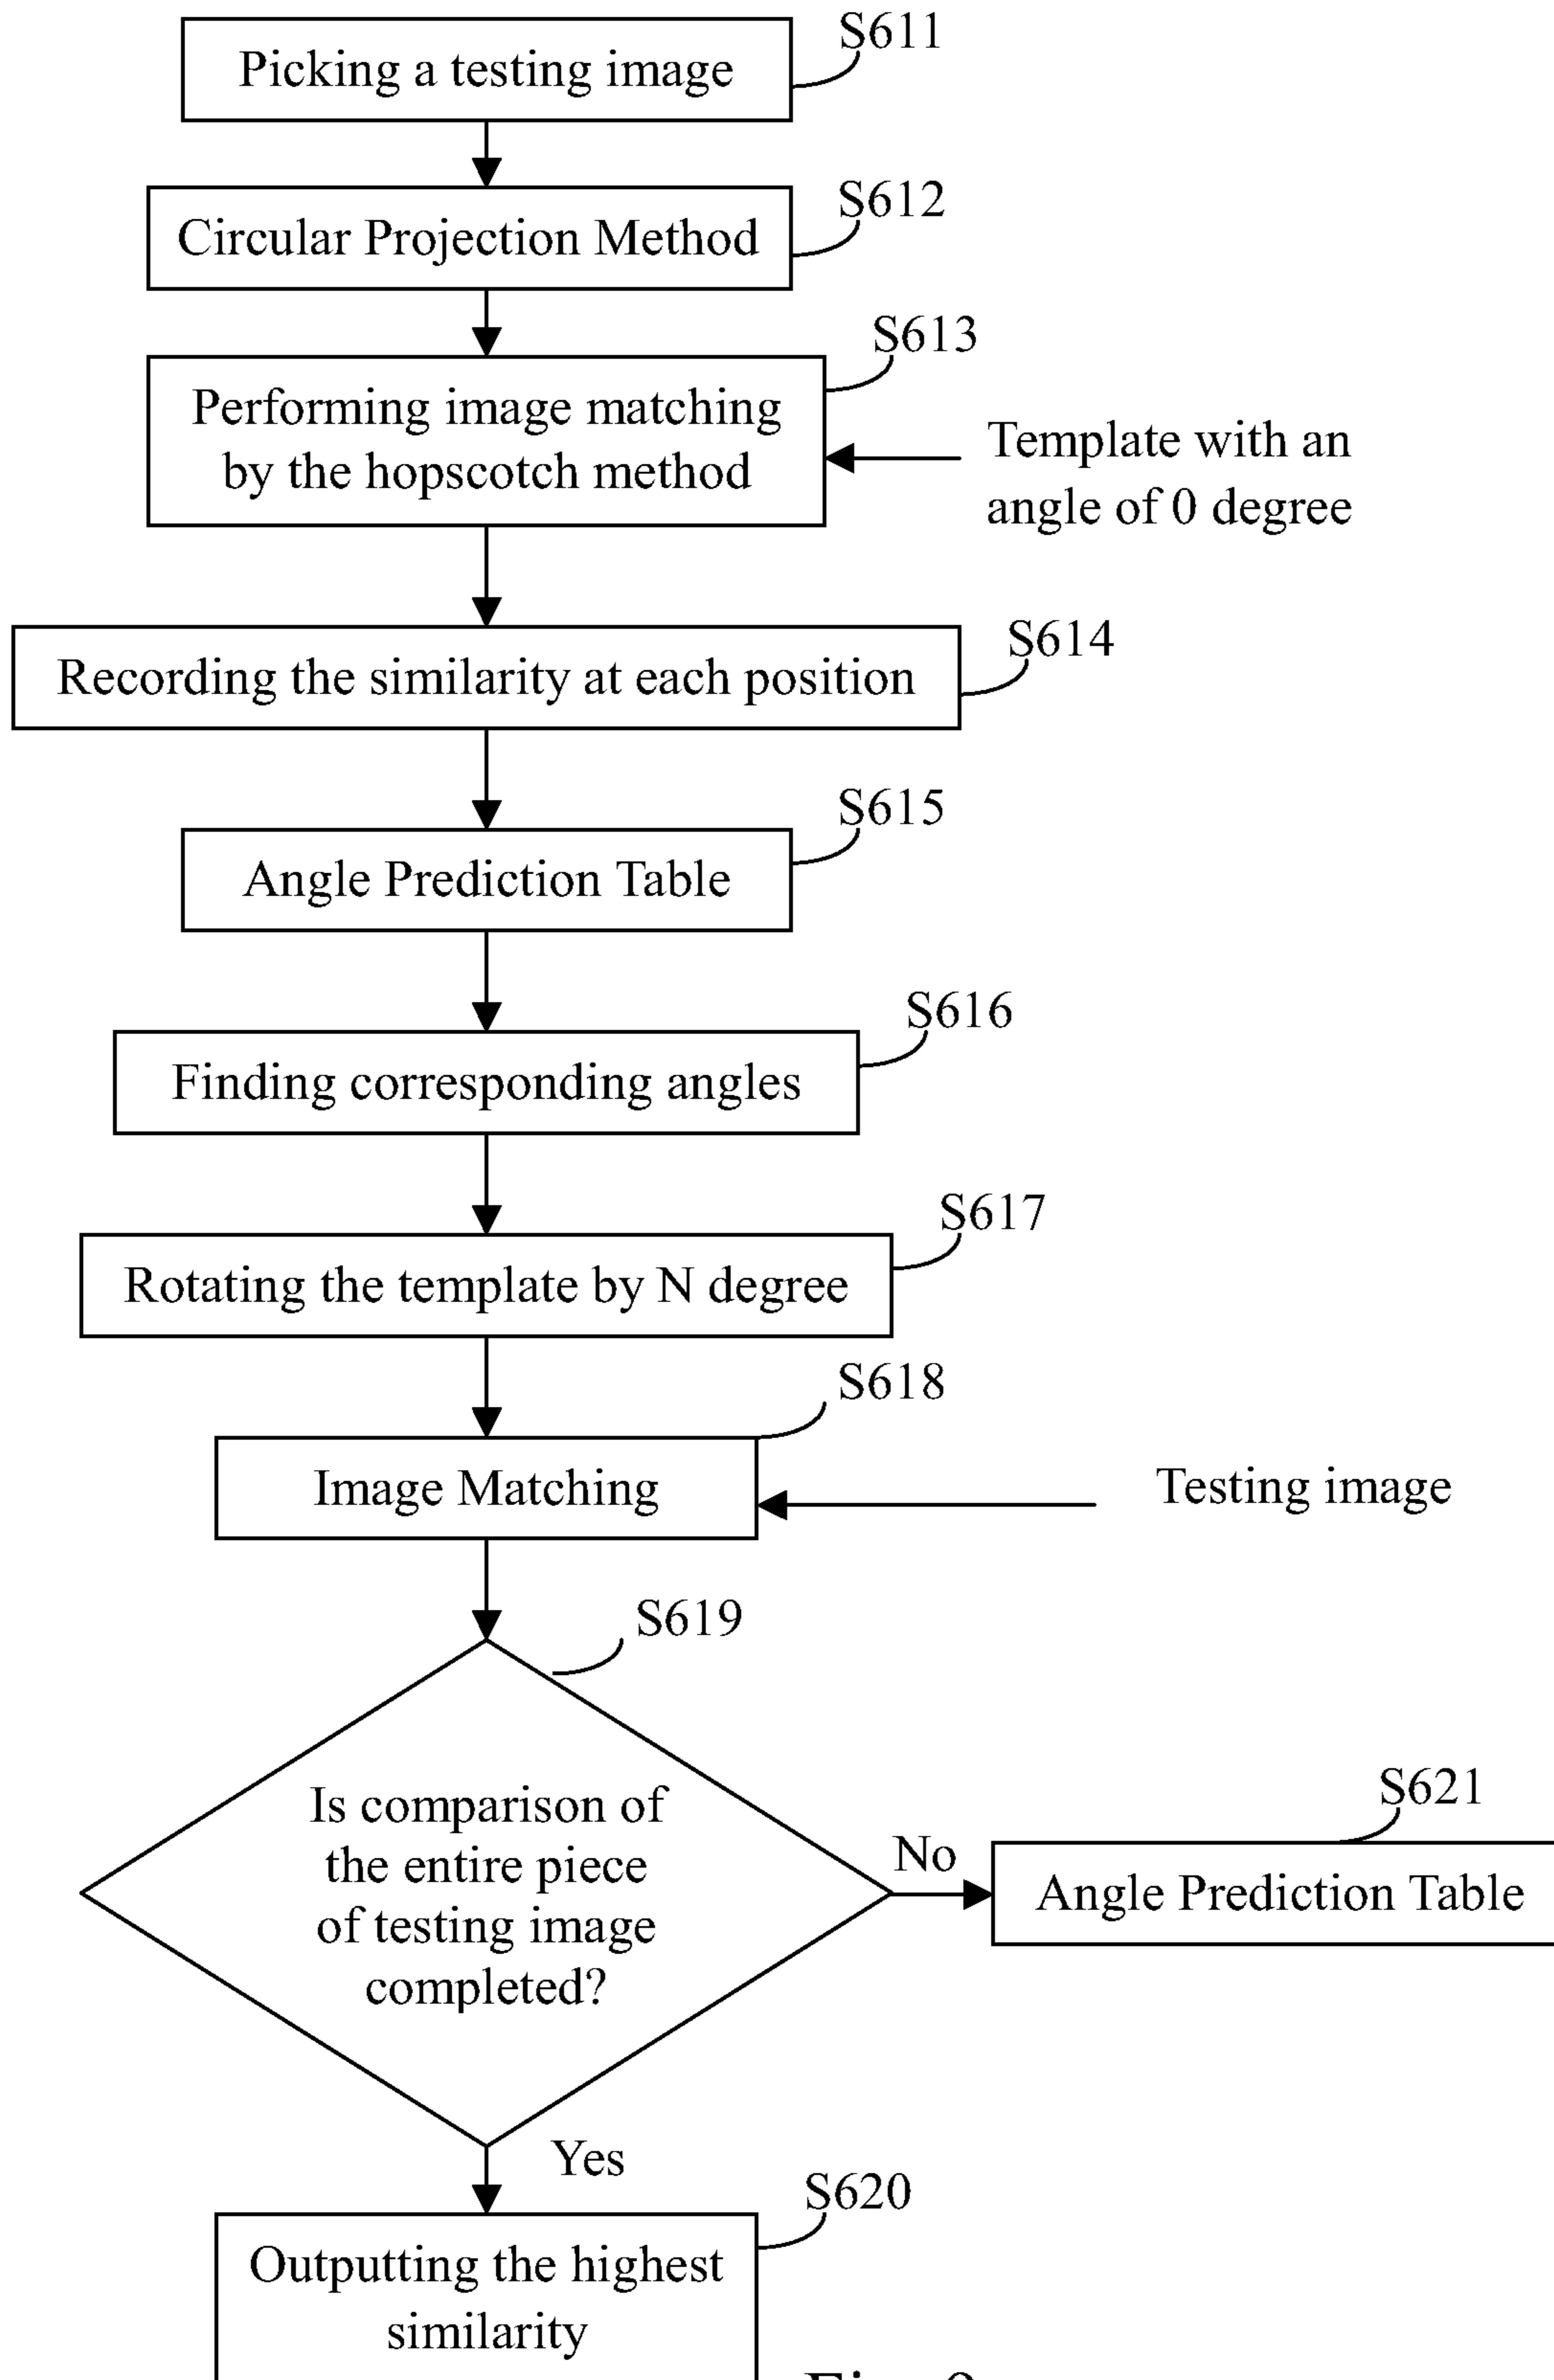 S611
Picking a testing image
S612
Circular Projection Method
S613
Performing image matching
by the hopscotch method
Template with an
angle of 0 degree
S614
Recording the similarity at each position
S615
Angle Prediction Table
S616
Finding corresponding angles
S617
Rotating the template by N degree
S618
Image Matching
Testing image
S619
Is comparison of
the entire piece
of testing image
completed?
No
S621
Angle Prediction Table
Yes
S620
Outputting the highest
similarity